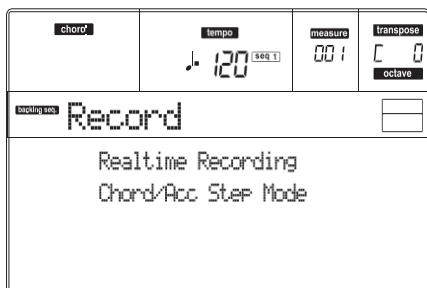 chord
tempo
measure
transpose
♩= 120 seq 1
001
C 0
octave
backing seq.
Record
Realtime Recording
Chord/Acc Step Mode